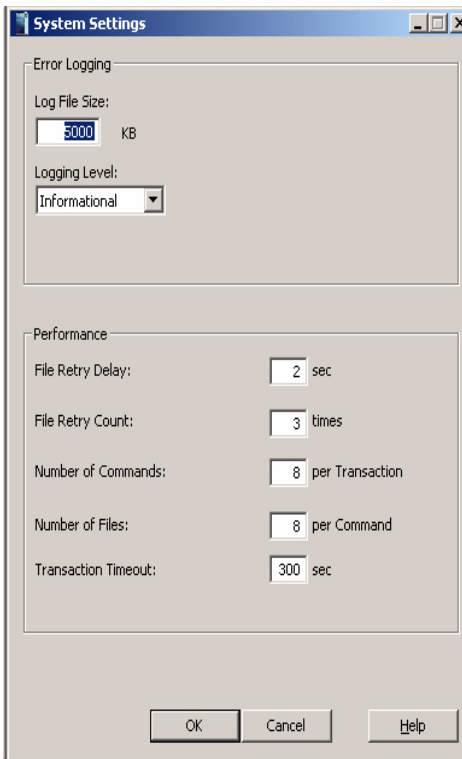 System Settings
Error Logging
Log File Size:
5000 KB
Logging Level:
Informational
Performance
File Retry Delay: 2 sec
File Retry Count: 3 times
Number of Commands: 8 per Transaction
Number of Files: 8 per Command
Transaction Timeout: 300 sec
OK Cancel Help